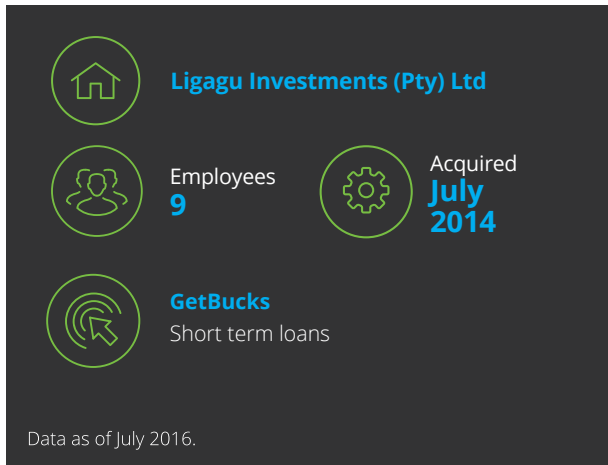 Ligagu Investments (Pty) Ltd
Employees
9
Acquired
July
2014
GetBucks
Short term loans
Data as of July 2016.